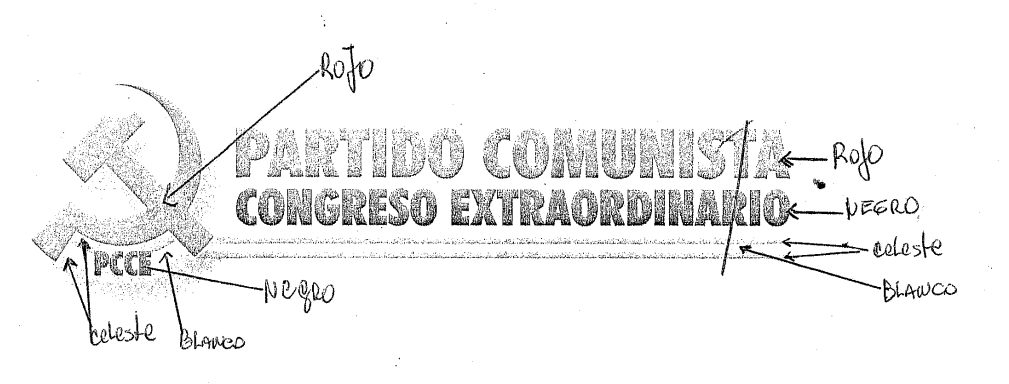 ROJO
PARTIDO COMUNISTA
ROJO
CONGRESO EXTRAORDINARIO
NEGRO
celeste
BLANCO
PCCE
NEGRO
celeste
BLANCO